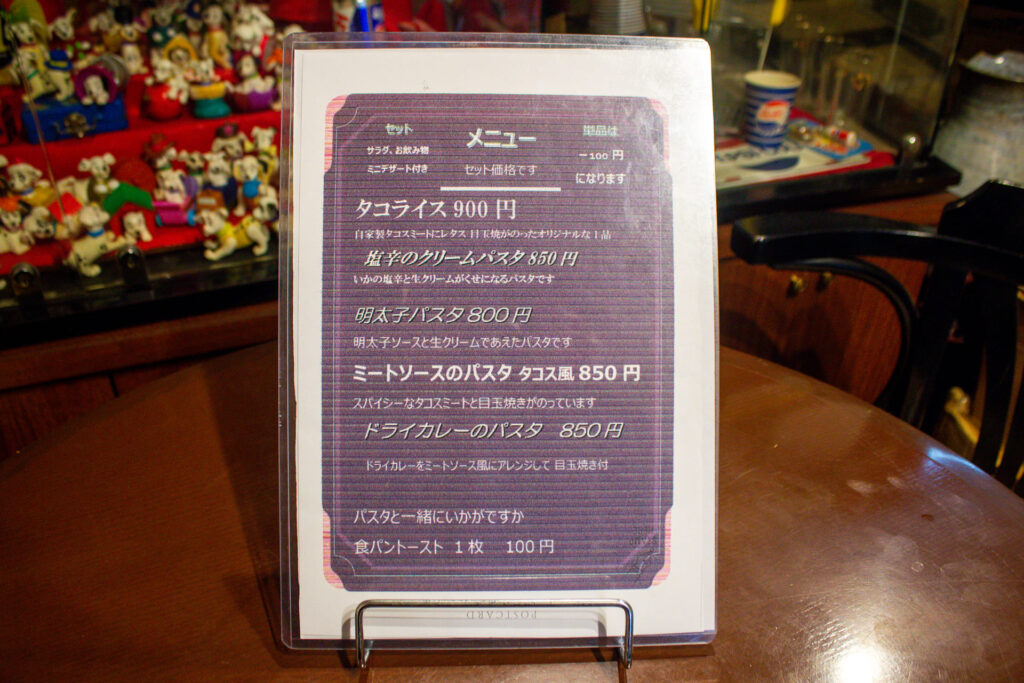 セット
サラダ、お飲み物
ミニデザート付き
メニュー
セット価格です
単品は
－100 円
になります
タコライス 900 円
自家製タコスミートにレタス 目玉焼がのったオリジナルな１品
塩辛のクリームパスタ 850 円
いかの塩辛と生クリームがくせになるパスタです
明太子パスタ 800 円
明太子ソースと生クリームであえたパスタです
ミートソースのパスタ タコス風 850 円
スパイシーなタコスミートと目玉焼きがのっています
ドライカレーのパスタ　850 円
ドライカレーをミートソース風にアレンジして 目玉焼き付
パスタと一緒にいかがですか
食パントースト　１枚　100 円
POSTCARD